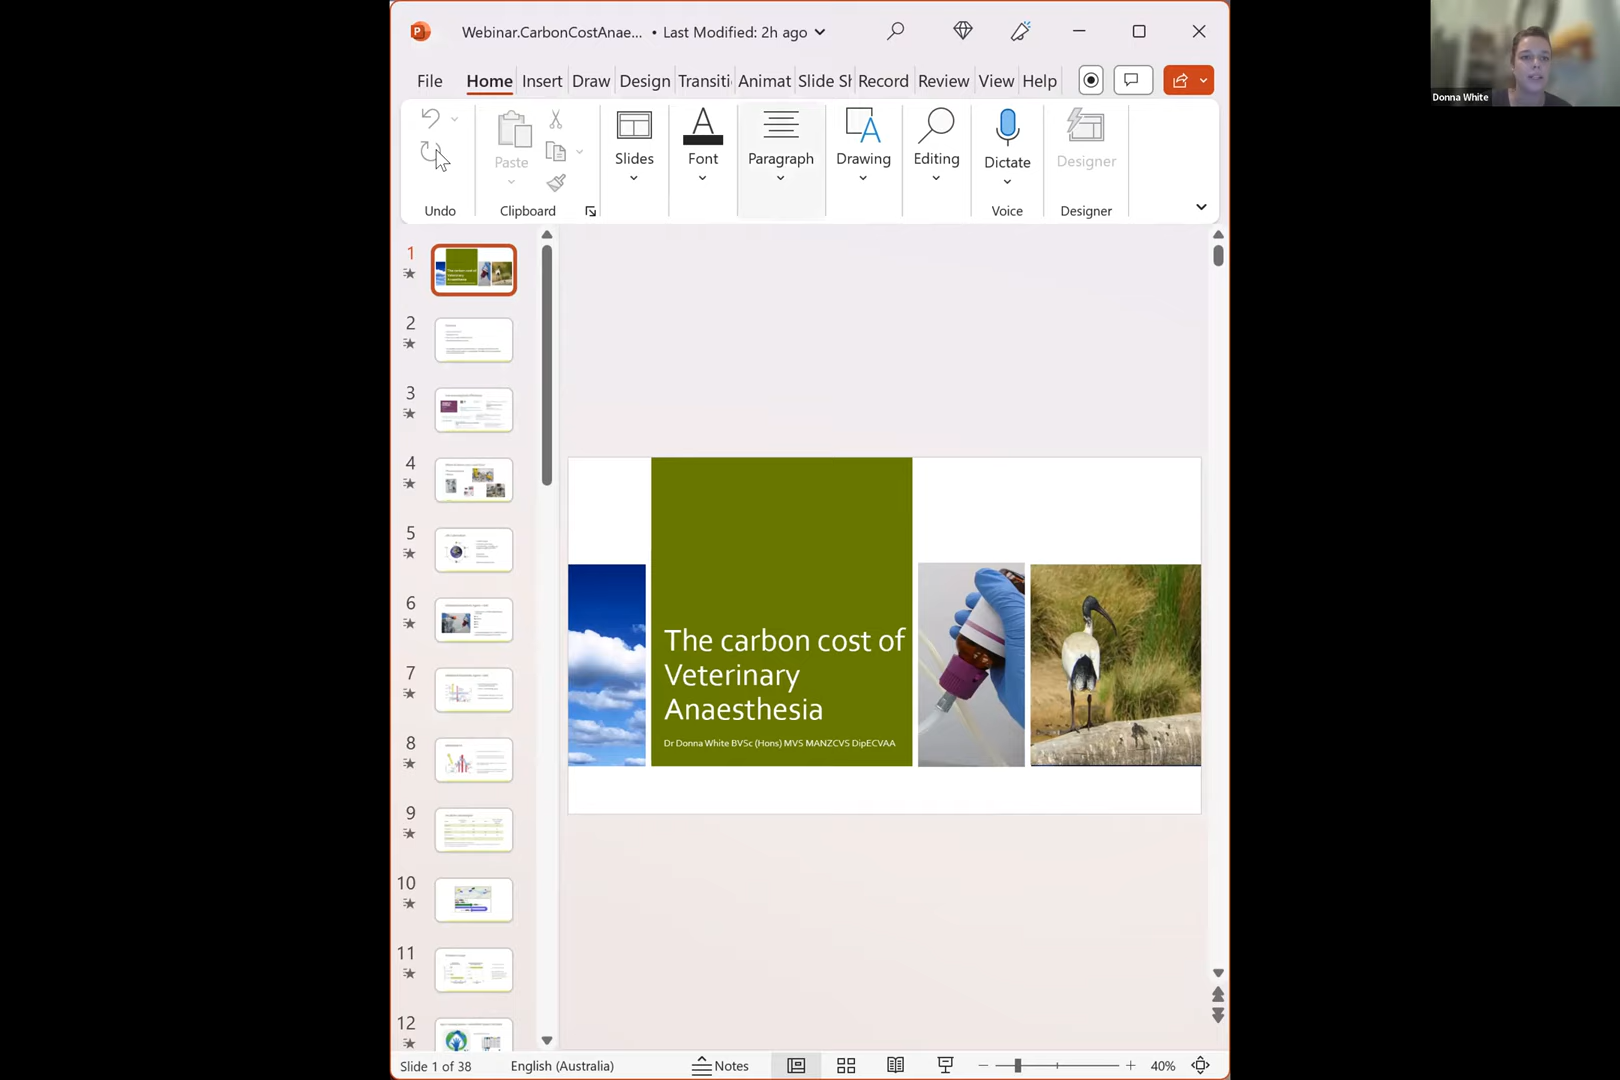 Webinar.CarbonCostAnae... • Last Modified: 2h ago
Donna White
File Home Insert Draw Design Transiti Animat Slide Sh Record Review View Help
Paste
Slides
Font
Paragraph
Drawing
Editing
Dictate
Designer
Undo
Clipboard
Voice
Designer
1
2
3
4
5
6
7
8
9
10
11
12
The carbon cost of
Veterinary
Anaesthesia
Dr Donna White BVSc (Hons) MVS MANZCVS DipECVAA
Slide 1 of 38
English (Australia)
Notes
40%